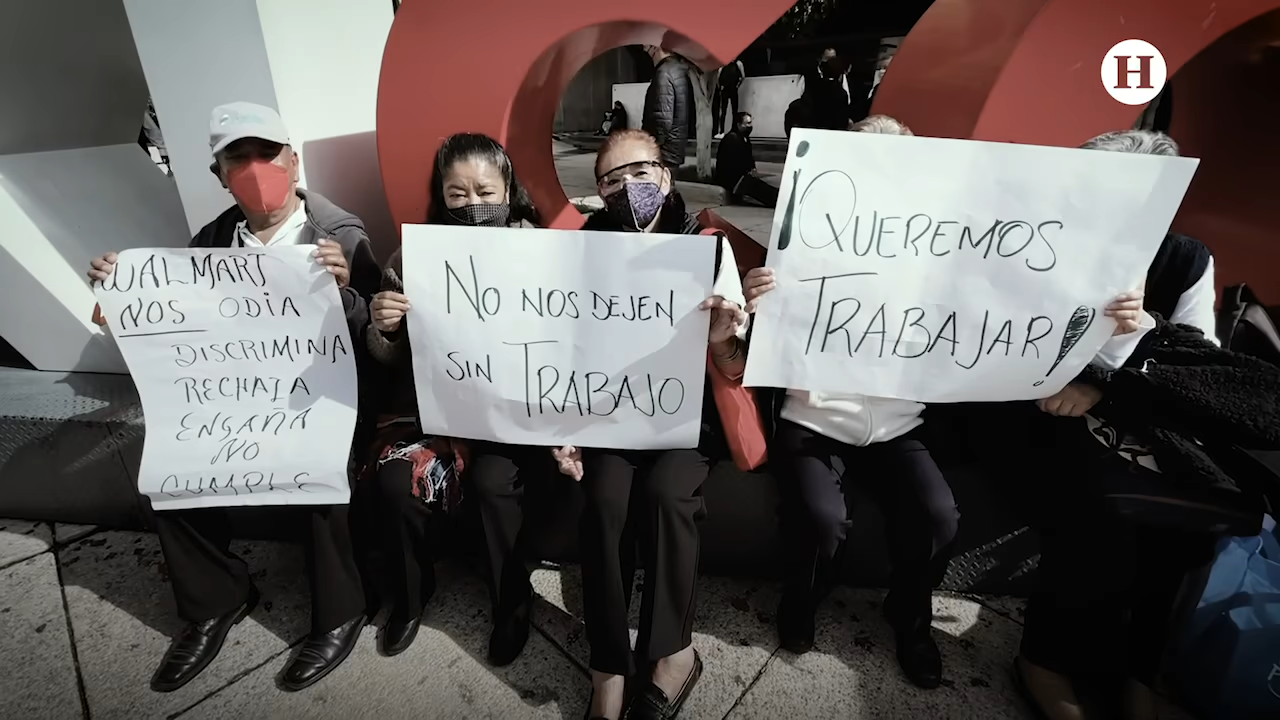 H
WALMART
NOS ODIA
DISCRIMINA
RECHAZA
ENGAÑA
NO
CUMPLE
NO NOS DEJEN
SIN TRABAJO
¡QUEREMOS
TRABAJAR!